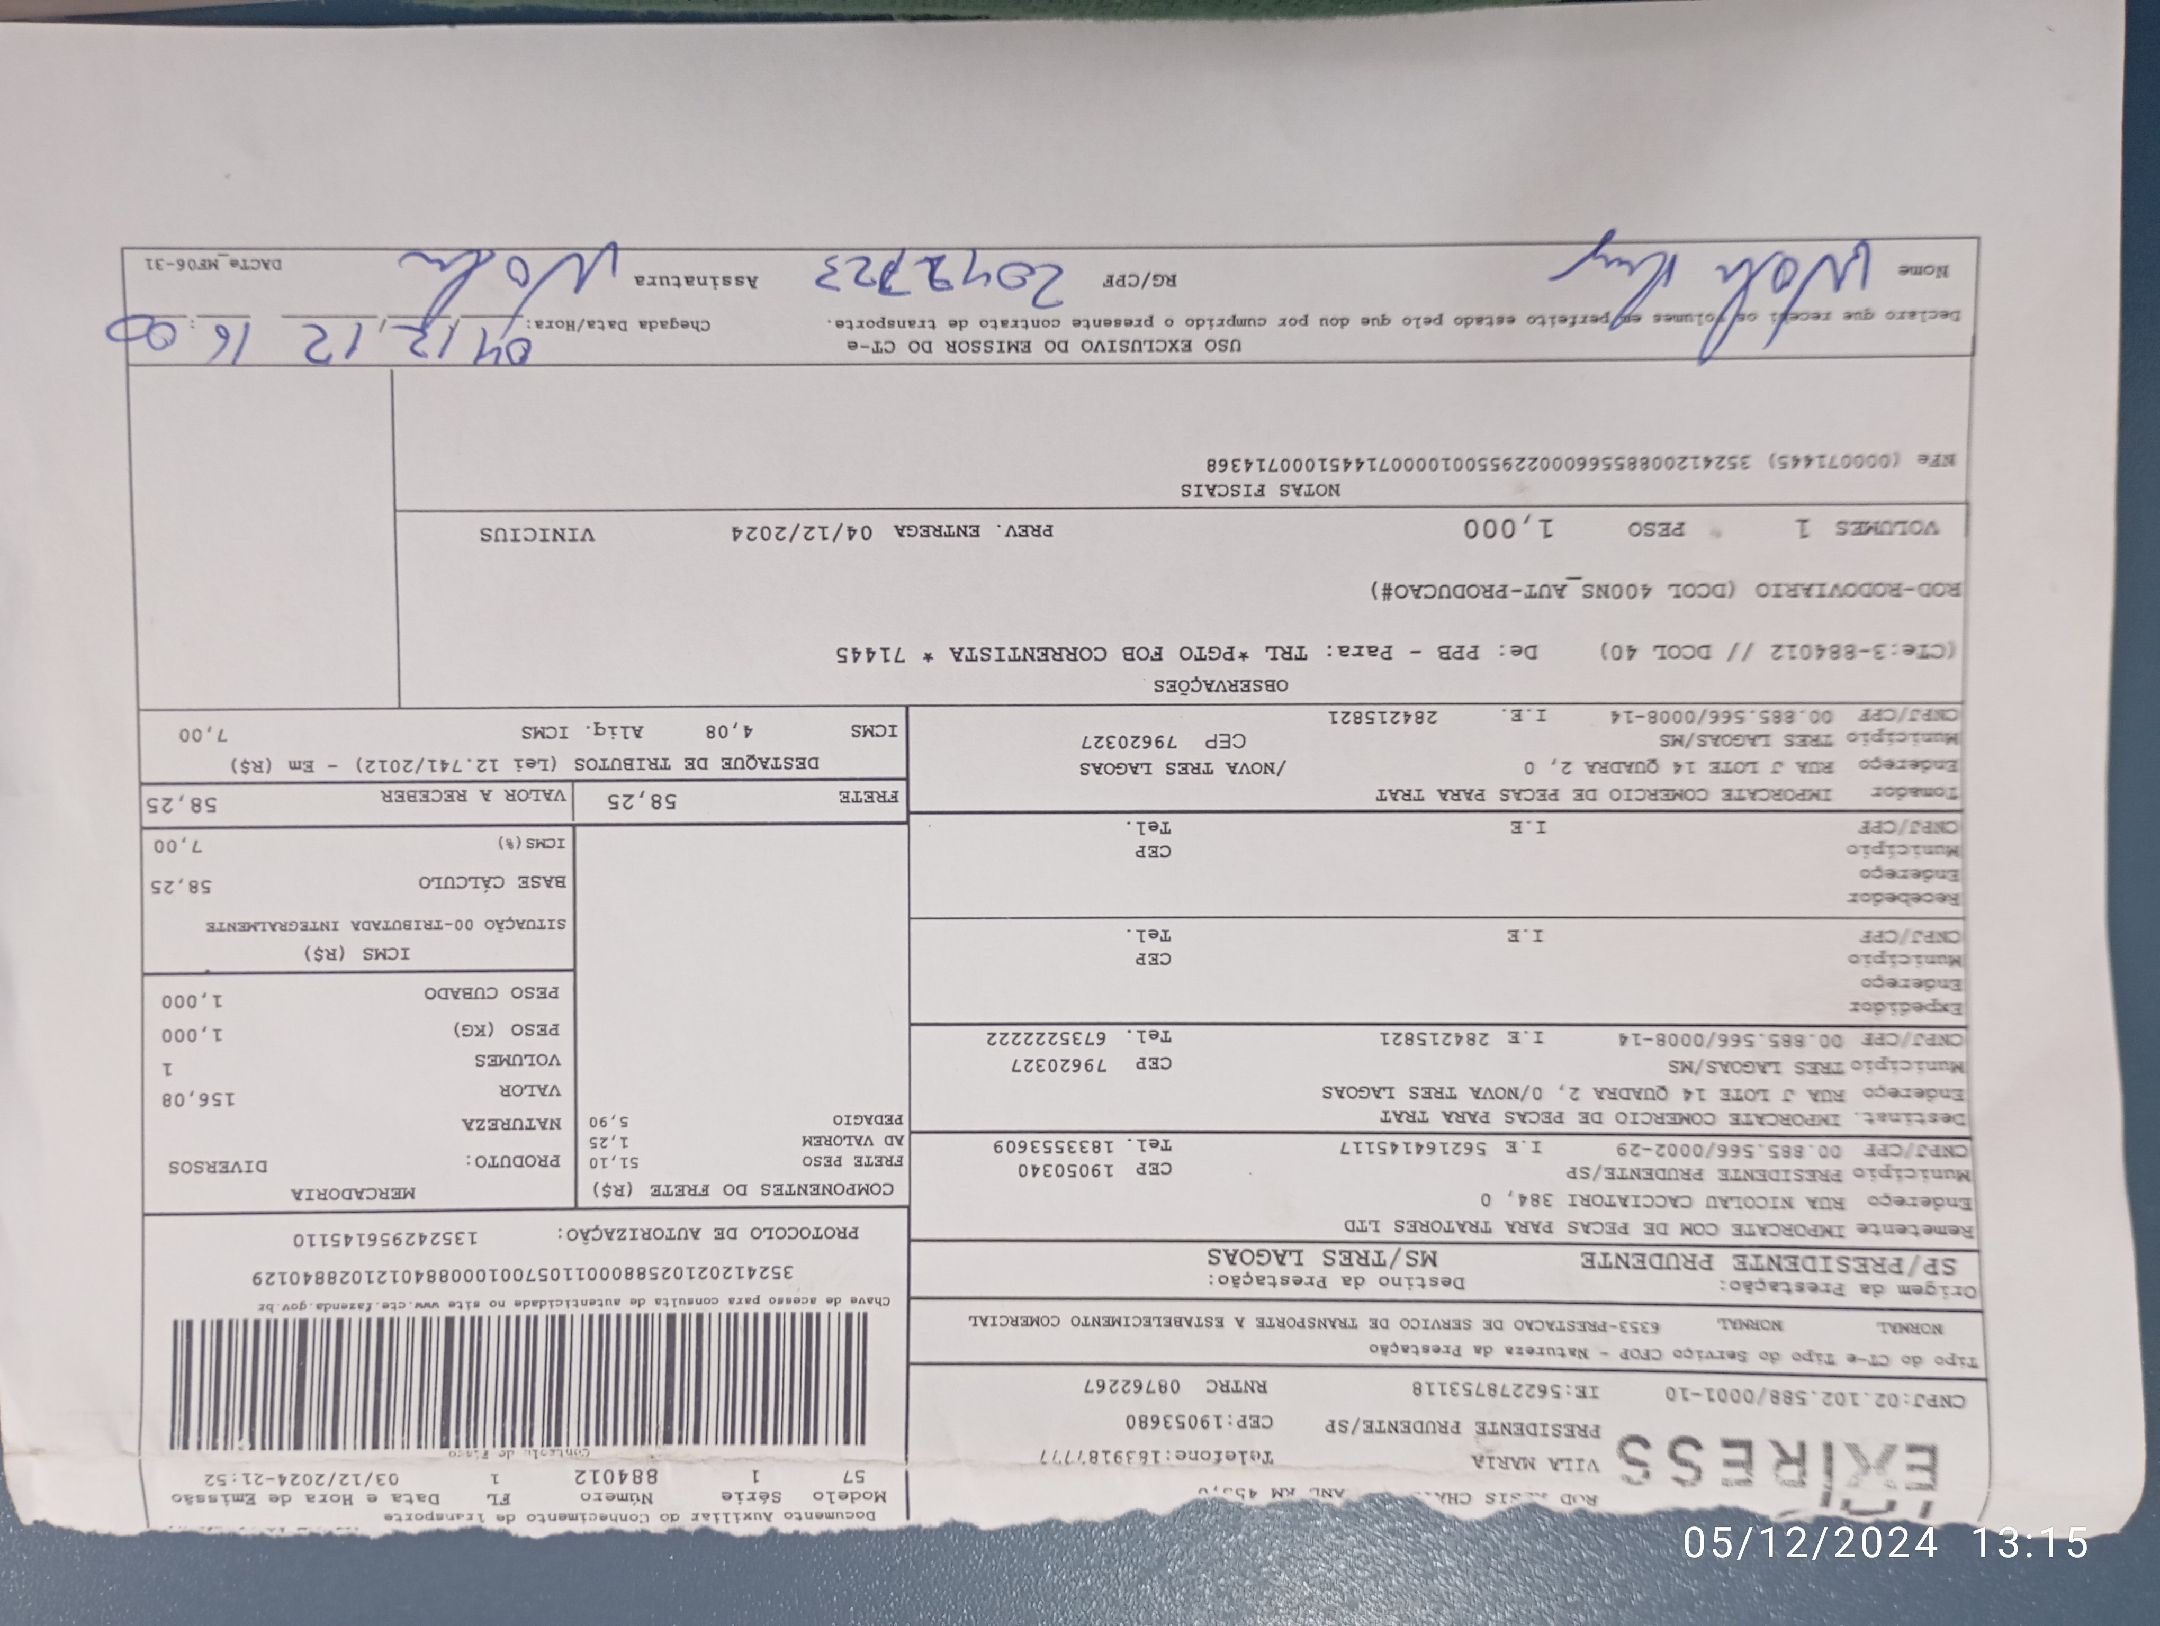 Documento Auxiliar do Conhecimento de Transporte
Modelo Série Número FL Data e Hora de Emissão
57 1 884012 1 03/12/2024-21:52
Controle do Fisco
EXPRESS
VILA MARIA
PRESIDENTE PRUDENTE/SP CEP:19053680
CNPJ:02.102.588/0001-10 IE:562278753118 RNTRC 08762267
Tipo do CT-e Tipo do Serviço CFOP - Natureza da Prestação
NORMAL NORMAL 6353-PRESTACAO DE SERVICO DE TRANSPORTE A ESTABELECIMENTO COMERCIAL
Chave de acesso para consulta de autenticidade no site www.cte.fazenda.gov.br
35241202102588000110570010008840121028840129
PROTOCOLO DE AUTORIZAÇÃO: 135242956145110
Origem da Prestação: Destino da Prestação:
SP/PRESIDENTE PRUDENTE MS/TRES LAGOAS
Remetente IMPORCATE COM DE PECAS PARA TRATORES LTD
Endereço RUA NICOLAU CACCIATORI 384, 0
Município PRESIDENTE PRUDENTE/SP CEP 19050340
CNPJ/CPF 00.885.566/0002-29 I.E 562164145117 Tel. 1833553609
Destinat. IMPORCATE COMERCIO DE PECAS PARA TRAT
Endereço RUA J LOTE 14 QUADRA 2, 0/NOVA TRES LAGOAS
Município TRES LAGOAS/MS CEP 79620327
CNPJ/CPF 00.885.566/0008-14 I.E 284215821 Tel. 6735222222
Expedidor
Endereço
Município CEP
CNPJ/CPF I.E Tel.
Recebedor
Endereço
Município CEP
CNPJ/CPF I.E Tel.
Tomador IMPORCATE COMERCIO DE PECAS PARA TRAT
Endereço RUA J LOTE 14 QUADRA 2, 0 /NOVA TRES LAGOAS
Município TRES LAGOAS/MS CEP 79620327
CNPJ/CPF 00.885.566/0008-14 I.E. 284215821
COMPONENTES DO FRETE (R$)
FRETE PESO 51,10
AD VALOREM 1,25
PEDAGIO 5,90
MERCADORIA
PRODUTO: DIVERSOS
NATUREZA
VALOR 156,08
VOLUMES 1
PESO (KG) 1,000
PESO CUBADO 1,000
ICMS (R$)
SITUAÇÃO 00-TRIBUTADA INTEGRALMENTE
BASE CÁLCULO 58,25
ICMS(%) 7,00
FRETE 58,25 VALOR A RECEBER 58,25
DESTAQUE DE TRIBUTOS (Lei 12.741/2012) - Em (R$)
ICMS 4,08 Aliq. ICMS 7,00
OBSERVAÇÕES
(CTe:3-884012 // DCOL 40) De: PPB - Para: TRL *PGTO FOB CORRENTISTA * 71445
ROD-RODOVIARIO (DCOL 400NS_AUT-PRODUCAO#)
VOLUMES 1 PESO 1,000 PREV. ENTREGA 04/12/2024 VINICIUS
NOTAS FISCAIS
NFe (000071445) 35241200885566000229550010000714451000714368
USO EXCLUSIVO DO EMISSOR DO CT-e
Declaro que recebi os volumes em perfeito estado pelo que dou por cumprido o presente contrato de transporte. Chegada Data/Hora: 04/12/ 12 16:00
Nome RG/CPF 2042723 Assinatura DACTe_MF06-31
05/12/2024 13:15